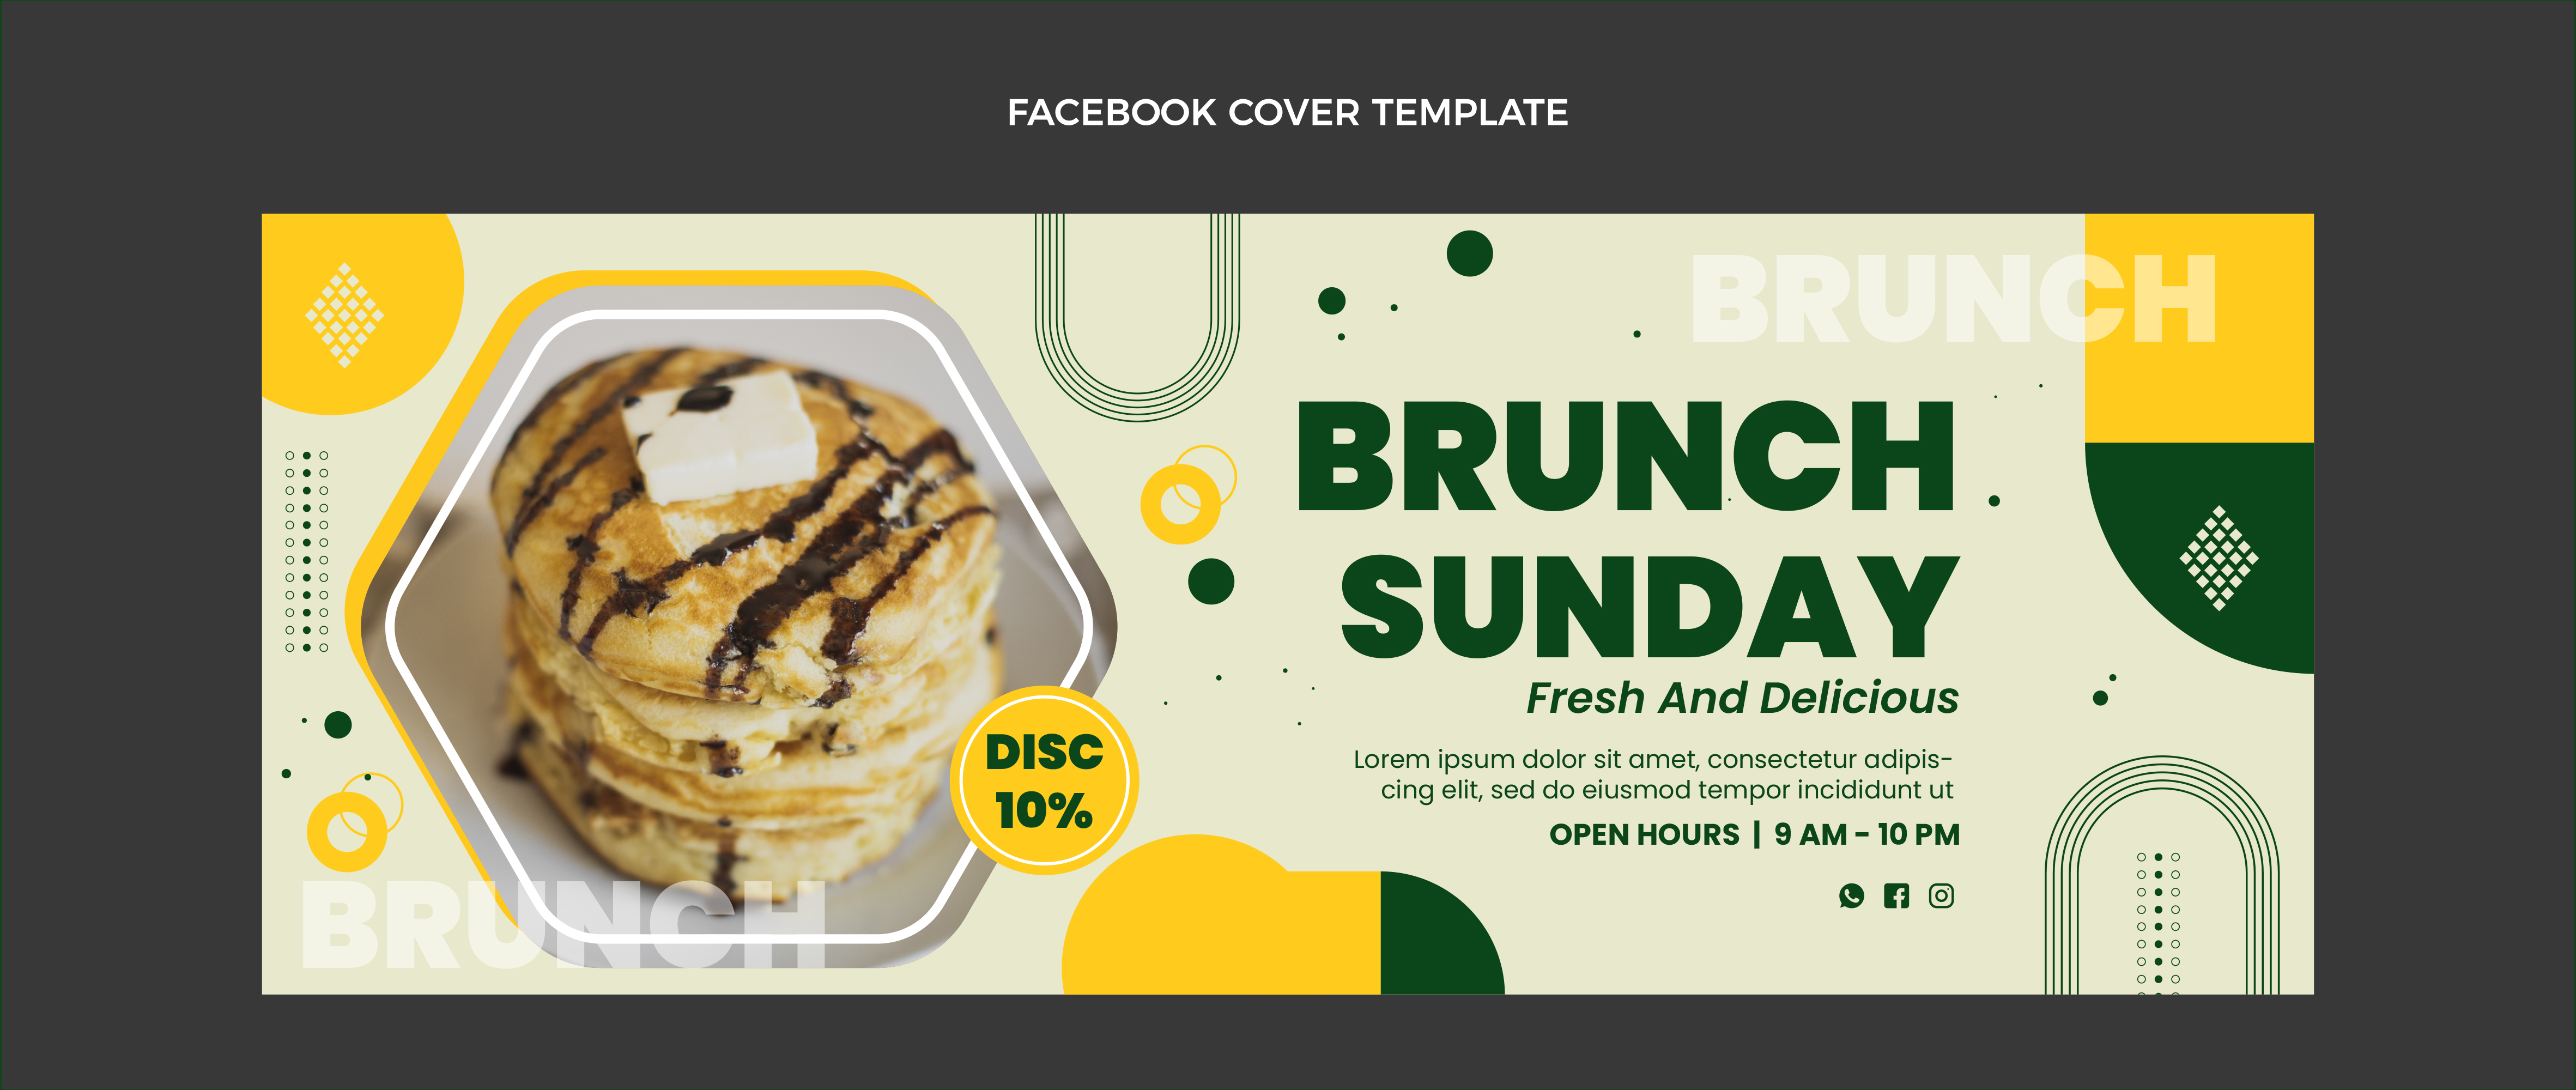 FACEBOOK COVER TEMPLATE
BRUNCH
BRUNCH
SUNDAY
Fresh And Delicious
Lorem ipsum dolor sit amet, consectetur adipis-
cing elit, sed do eiusmod tempor incididunt ut
OPEN HOURS | 9 AM - 10 PM
DISC
10%
BRUNCH